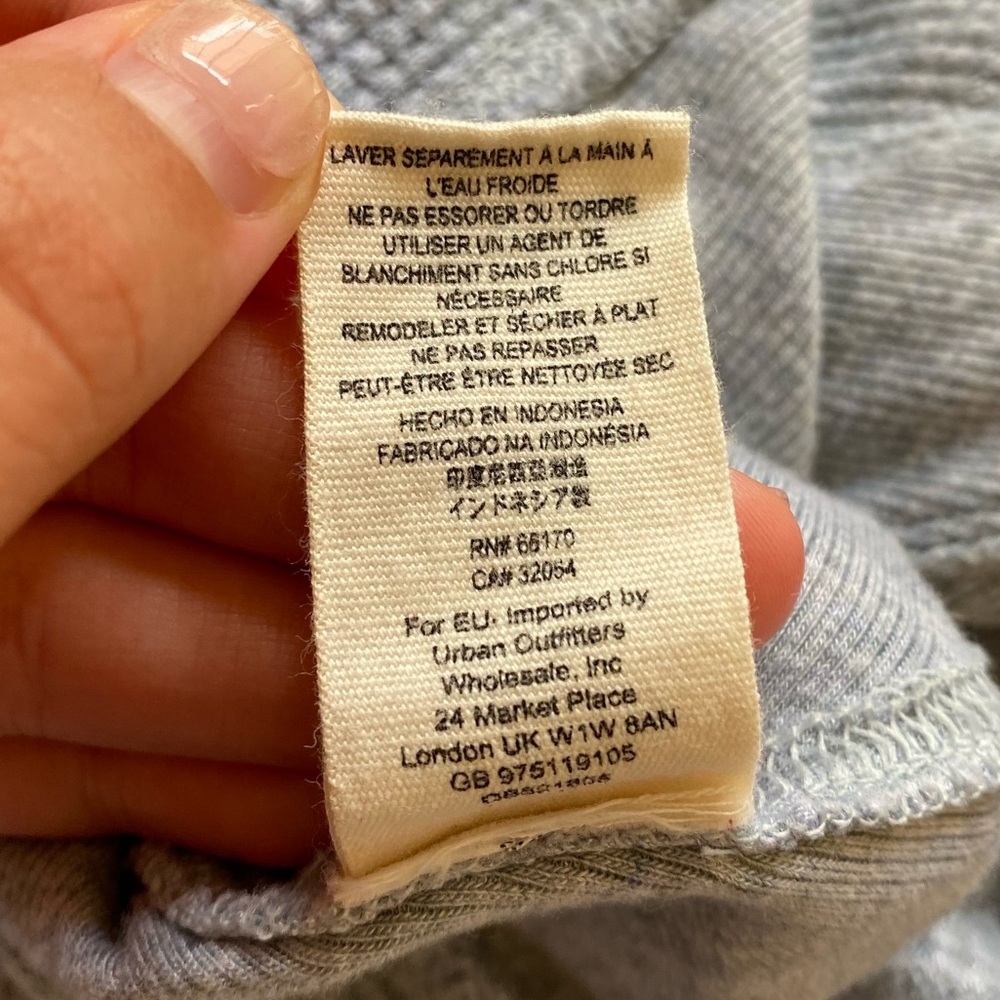 LAVER SEPAREMENT A LA MAIN À
L'EAU FROIDE
NE PAS ESSORER OU TORDRE
UTILISER UN AGENT DE
BLANCHIMENT SANS CHLORE SI
NÉCESSAIRE
REMODELER ET SÉCHER À PLAT
NE PAS REPASSER
PEUT-ÊTRE ÊTRE NETTOYÉE SEC
HECHO EN INDONESIA
FABRICADO NA INDONÉSIA
印度尼西亞製造
インドネシア製
RN# 66170
CA# 32054
For EU- Imported by
Urban Outfitters
Wholesale, Inc
24 Market Place
London UK W1W 8AN
GB 975119105